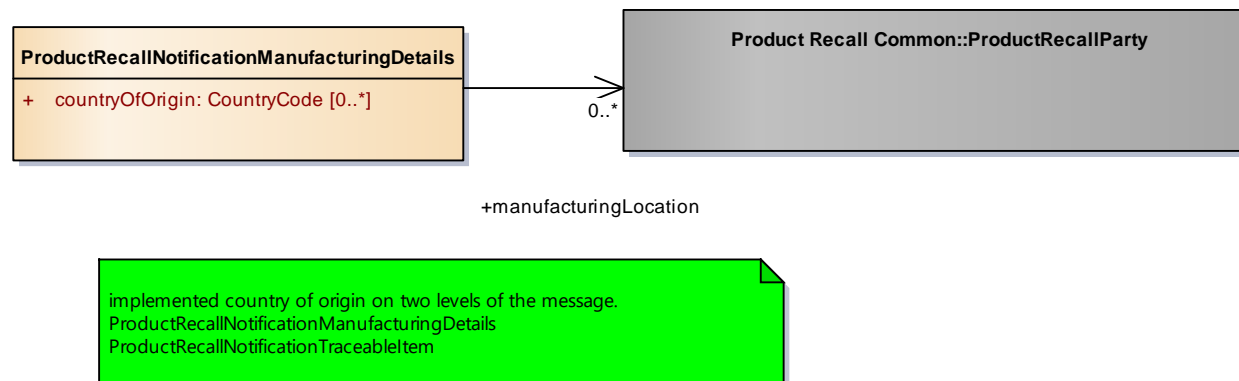 ProductRecallNotificationManufacturingDetails
+ countryOfOrigin: CountryCode [0..*]
Product Recall Common::ProductRecallParty
0..*
+manufacturingLocation
implemented country of origin on two levels of the message.
ProductRecallNotificationManufacturingDetails
ProductRecallNotificationTraceableItem